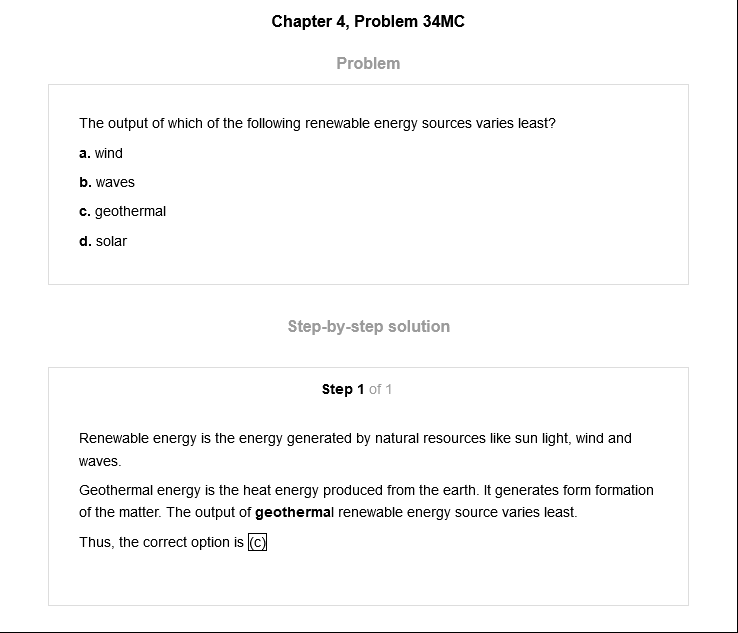 Chapter 4, Problem 34MC
Problem
The output of which of the following renewable energy sources varies least?
a. wind
b. waves
c. geothermal
d. solar
Step-by-step solution
Step 1 of 1
Renewable energy is the energy generated by natural resources like sun light, wind and
waves.
Geothermal energy is the heat energy produced from the earth. It generates form formation
of the matter. The output of geothermal renewable energy source varies least.
Thus, the correct option is (c)